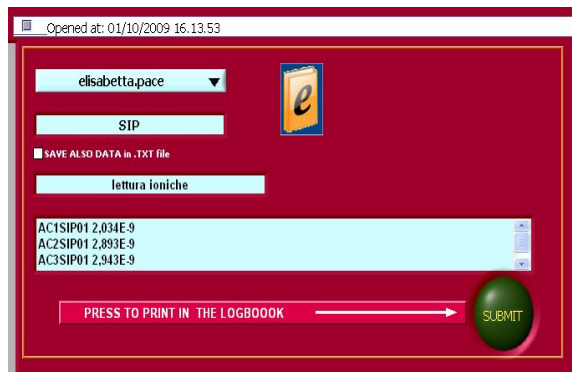 Opened at: 01/10/2009 16.13.53
elisabetta.pace
e
SIP
SAVE ALSO DATA in .TXT file
lettura ioniche
AC1SIP01 2,034E-9
AC2SIP01 2,893E-9
AC3SIP01 2,943E-9
PRESS TO PRINT IN THE LOGBOOOK
SUBMIT